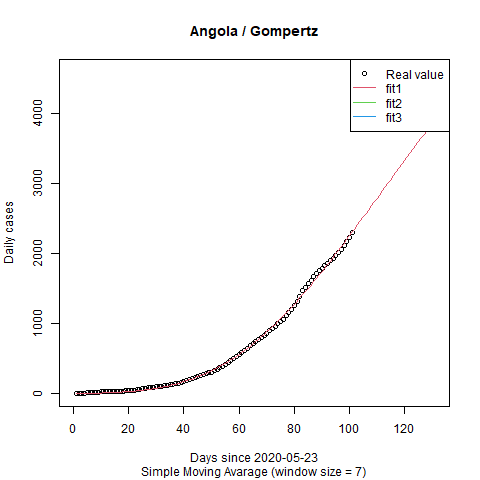 Angola / Gompertz
Real value
fit1
fit2
fit3
Daily cases
4000
3000
2000
1000
0
0 20 40 60 80 100 120
Days since 2020-05-23
Simple Moving Avarage (window size = 7)